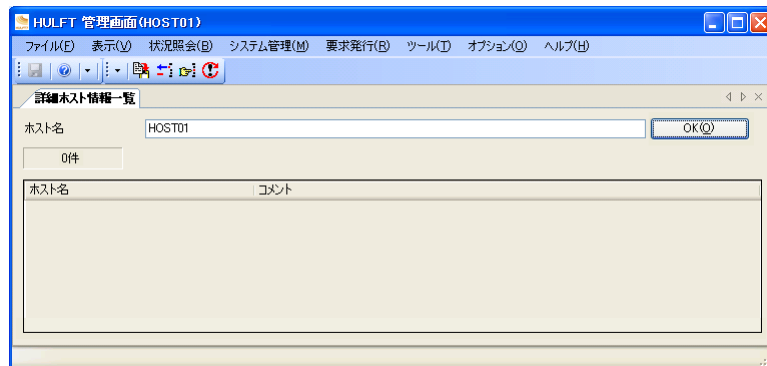 HULFT 管理画面(HOST01)
ファイル(F) 表示(V) 状況照会(B) システム管理(M) 要求発行(R) ツール(T) オプション(O) ヘルプ(H)
詳細ホスト情報一覧
ホスト名 HOST01 OK(O)
0件
ホスト名 コメント